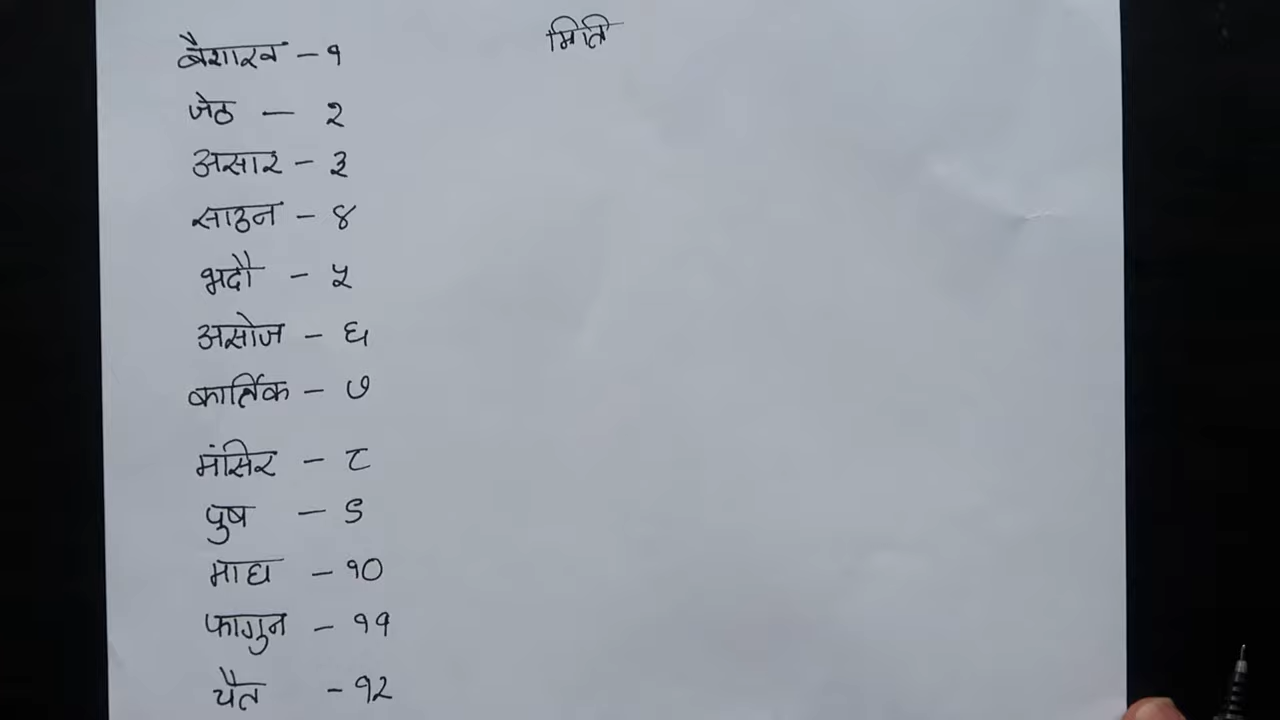 बैशाख - १
मिति
जेठ - २
असार - ३
साउन - ४
भदौ - ५
असोज - ६
कार्तिक - ७
मंसिर - ८
पुष - ९
माघ - १०
फागुन - ११
चैत - १२